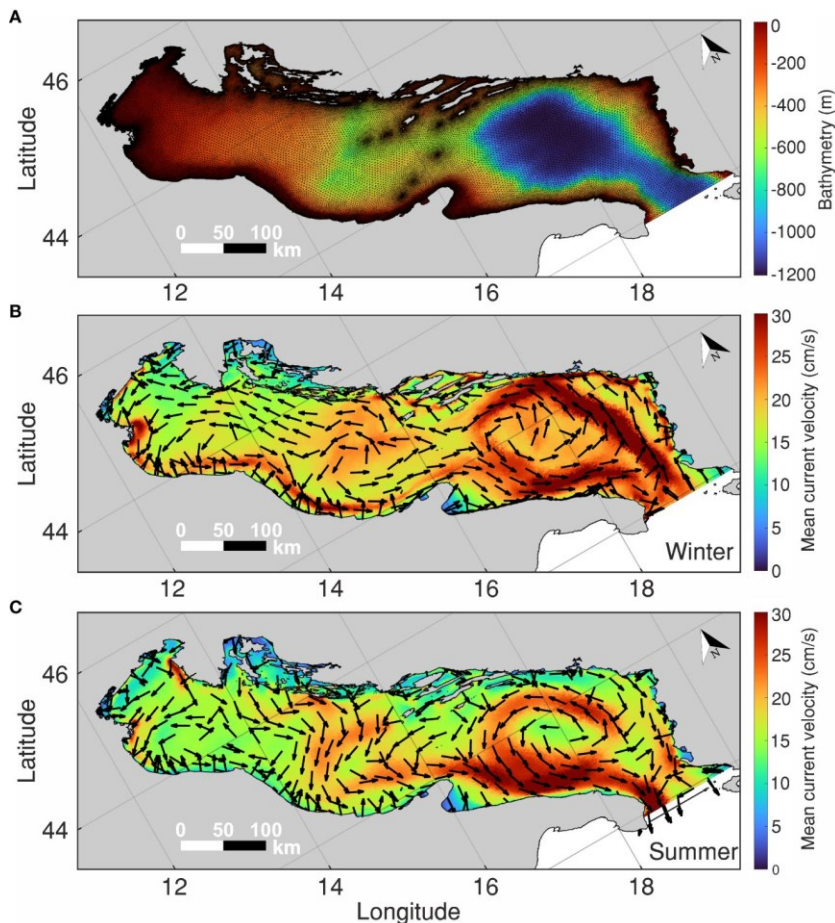 A
46
44
Latitude
0 50 100
km
12 14 16 18
N
0
-200
-400
-600
-800
-1000
-1200
Bathymetry (m)
B
46
44
Latitude
0 50 100
km
12 14 16 18
N
Winter
30
25
20
15
10
5
0
Mean current velocity (cm/s)
C
46
44
Latitude
0 50 100
km
12 14 16 18
Longitude
N
Summer
30
25
20
15
10
5
0
Mean current velocity (cm/s)